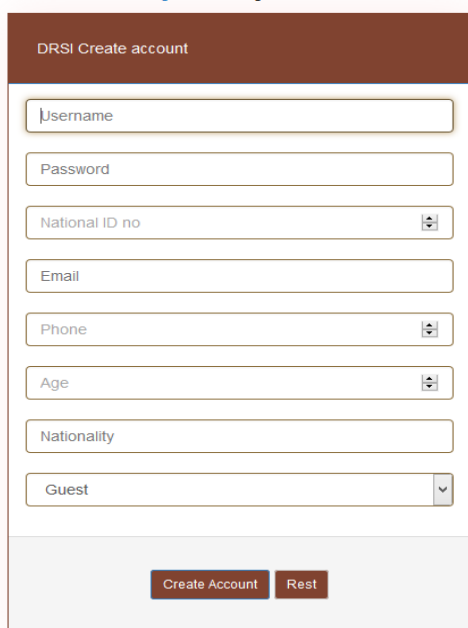 DRSI Create account
Username
Password
National ID no
Email
Phone
Age
Nationality
Guest
Create Account Rest